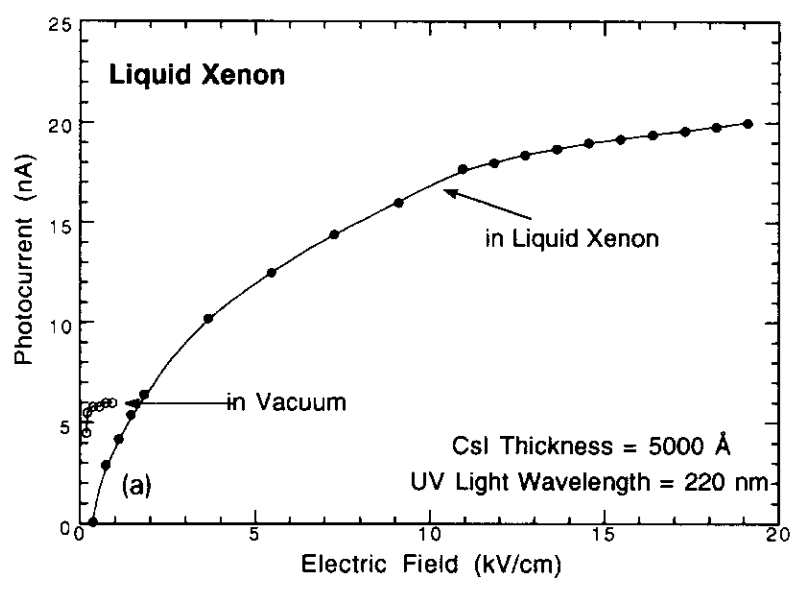 25
Liquid Xenon
20
15
10
5
0
Photocurrent (nA)
in Liquid Xenon
in Vacuum
CsI Thickness = 5000 Å
(a)
UV Light Wavelength = 220 nm
0 5 10 15 20
Electric Field (kV/cm)